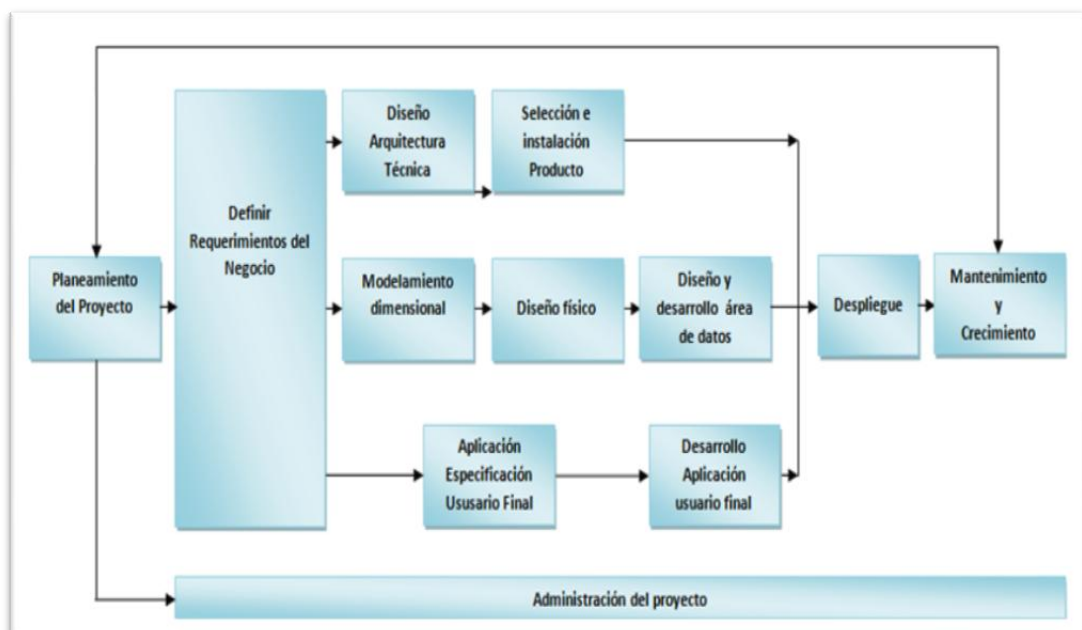 Diseño
Arquitectura
Técnica
Selección e
instalación
Producto
Definir
Requerimientos del
Negocio
Planeamiento
del Proyecto
Modelamiento
dimensional
Diseño físico
Diseño y
desarrollo área
de datos
Despliegue
Mantenimiento
y
Crecimiento
Aplicación
Especificación
Ususario Final
Desarrollo
Aplicación
usuario final
Administración del proyecto